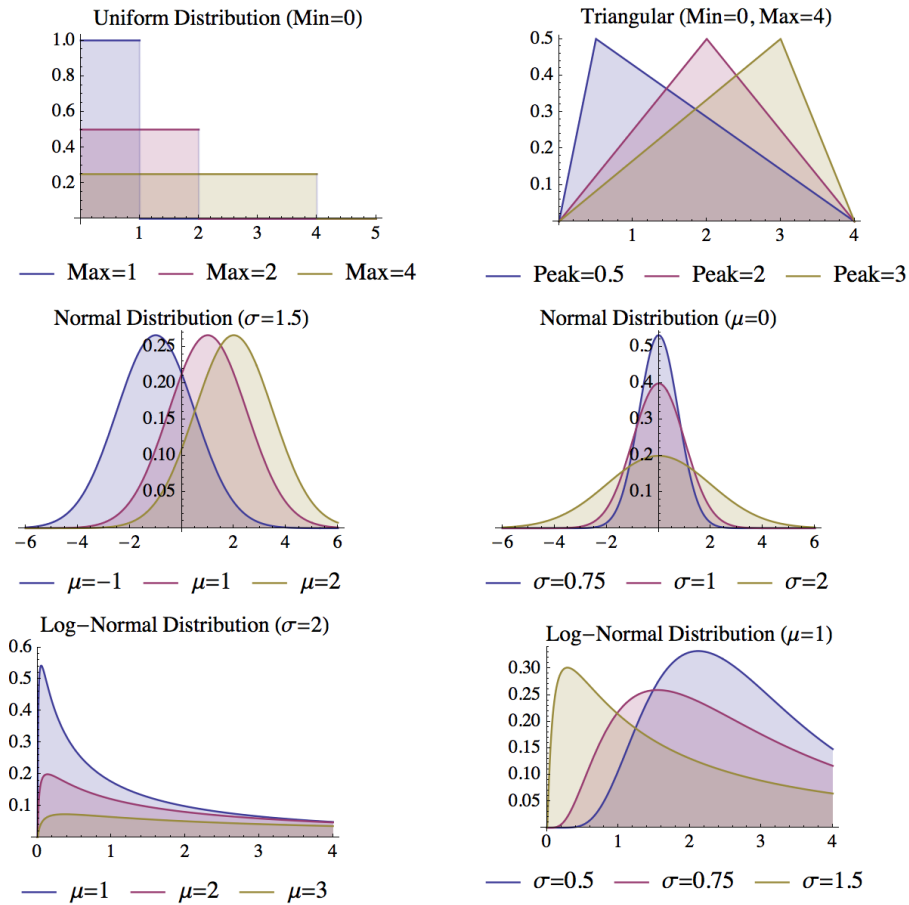 Uniform Distribution (Min=0)
1.0
0.8
0.6
0.4
0.2
1 2 3 4 5
Max=1 Max=2 Max=4
Triangular (Min=0, Max=4)
0.5
0.4
0.3
0.2
0.1
1 2 3 4
Peak=0.5 Peak=2 Peak=3
Normal Distribution (σ=1.5)
0.25
0.20
0.15
0.10
0.05
−6 −4 −2 2 4 6
μ=−1 μ=1 μ=2
Normal Distribution (μ=0)
0.5
0.4
0.3
0.2
0.1
−6 −4 −2 2 4 6
σ=0.75 σ=1 σ=2
Log−Normal Distribution (σ=2)
0.6
0.5
0.4
0.3
0.2
0.1
0 1 2 3 4
μ=1 μ=2 μ=3
Log−Normal Distribution (μ=1)
0.30
0.25
0.20
0.15
0.10
0.05
0 1 2 3 4
σ=0.5 σ=0.75 σ=1.5